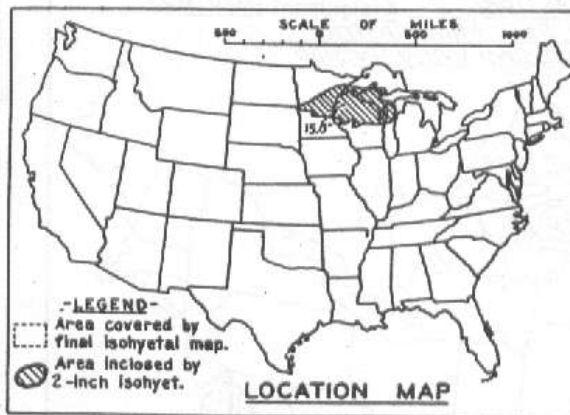 SCALE OF MILES
500 0 500 1000
15.0"
-LEGEND-
Area covered by
final isohyetal map.
Area inclosed by
2-inch isohyet.
LOCATION MAP